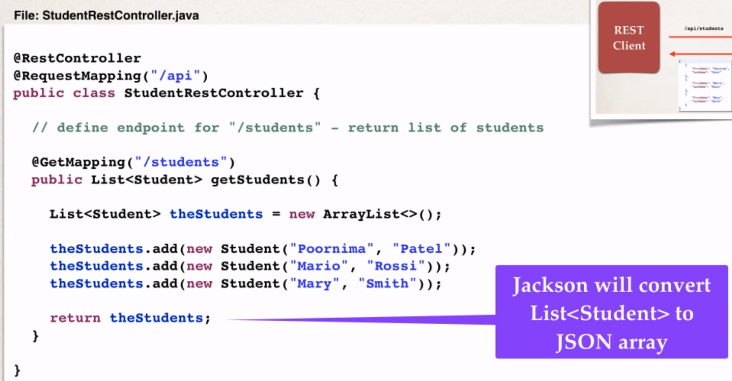 File: StudentRestController.java
@RestController
@RequestMapping("/api")
public class StudentRestController {
// define endpoint for "/students" - return list of students
@GetMapping("/students")
public List<Student> getStudents() {
List<Student> theStudents = new ArrayList<>();
theStudents.add(new Student("Poornima", "Patel"));
theStudents.add(new Student("Mario", "Rossi"));
theStudents.add(new Student("Mary", "Smith"));
return theStudents;
}
}
REST
Client
/api/students
Jackson will convert
List<Student> to
JSON array